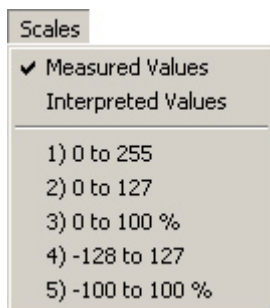 Scales
Measured Values
Interpreted Values
1) 0 to 255
2) 0 to 127
3) 0 to 100 %
4) -128 to 127
5) -100 to 100 %